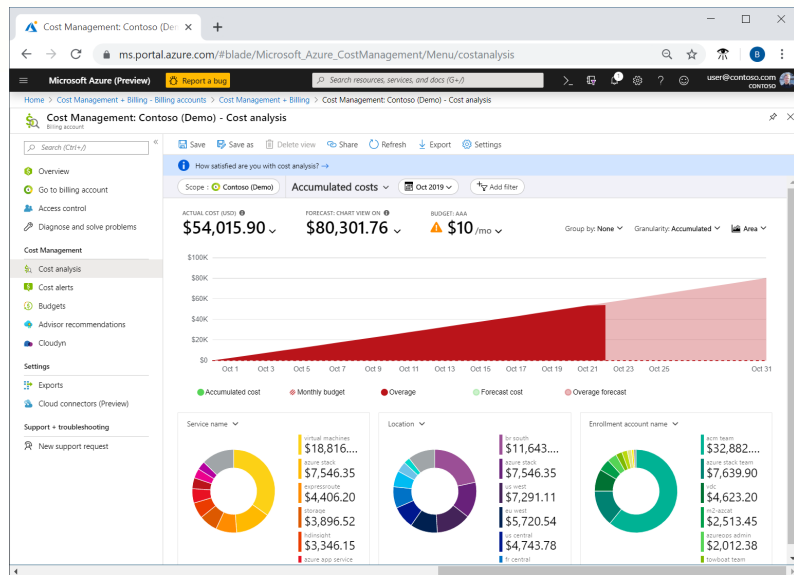 Cost Management: Contoso (Der
ms.portal.azure.com/#blade/Microsoft_Azure_CostManagement/Menu/costanalysis
B
Microsoft Azure (Preview)
Report a bug
Search resources, services, and docs (G+/)
1
user@contoso.com
CONTOSO
Home > Cost Management + Billing - Billing accounts > Cost Management + Billing > Cost Management: Contoso (Demo) - Cost analysis
Cost Management: Contoso (Demo) - Cost analysis
Billing account
Search (Ctrl+/)
Save
Save as
Delete view
Share
Refresh
Export
Settings
How satisfied are you with cost analysis? →
Overview
Go to billing account
Access control
Diagnose and solve problems
Cost Management
Cost analysis
Cost alerts
Budgets
Advisor recommendations
Cloudyn
Settings
Exports
Cloud connectors (Preview)
Support + troubleshooting
New support request
Scope : Contoso (Demo)
Accumulated costs
Oct 2019
Add filter
ACTUAL COST (USD)
$54,015.90
FORECAST: CHART VIEW ON
$80,301.76
BUDGET: AAA
$10 /mo
Group by: None
Granularity: Accumulated
Area
$100K
$80K
$60K
$40K
$20K
$0
Oct 1 Oct 3 Oct 5 Oct 7 Oct 9 Oct 11 Oct 13 Oct 15 Oct 17 Oct 19 Oct 21 Oct 23 Oct 25 Oct 31
Accumulated cost
Monthly budget
Overage
Forecast cost
Overage forecast
Service name
virtual machines
$18,816....
azure stack
$7,546.35
expressroute
$4,406.20
storage
$3,896.52
hdinsight
$3,346.15
azure app service
Location
br south
$11,643....
azure stack
$7,546.35
us west
$7,291.11
eu west
$5,720.54
us central
$4,743.78
fr central
Enrollment account name
acm team
$32,882....
azure stack team
$7,639.90
vdc
$4,623.20
m2-azcat
$2,513.45
azureops admin
$2,012.38
towboat team